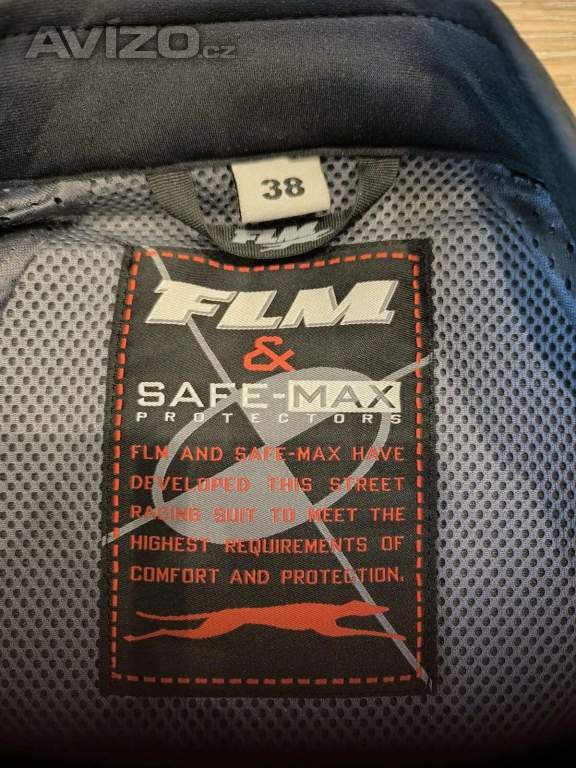 AVÍZO.cz
38
FLM
FLM
&
SAFE-MAX
PROTECTORS
FLM AND SAFE-MAX HAVE
DEVELOPED THIS STREET
RACING SUIT TO MEET THE
HIGHEST REQUIREMENTS OF
COMFORT AND PROTECTION.